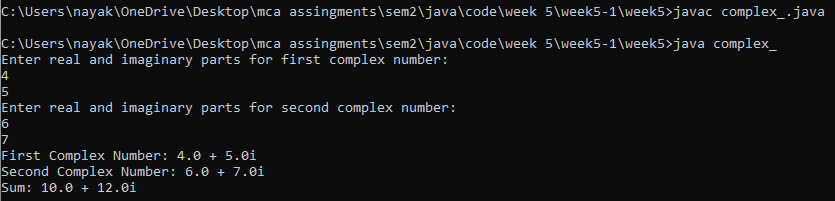 C:\Users\nayak\OneDrive\Desktop\mca assingments\sem2\java\code\week 5\week5-1\week5>javac complex_.java
C:\Users\nayak\OneDrive\Desktop\mca assingments\sem2\java\code\week 5\week5-1\week5>java complex_
Enter real and imaginary parts for first complex number:
4
5
Enter real and imaginary parts for second complex number:
6
7
First Complex Number: 4.0 + 5.0i
Second Complex Number: 6.0 + 7.0i
Sum: 10.0 + 12.0i